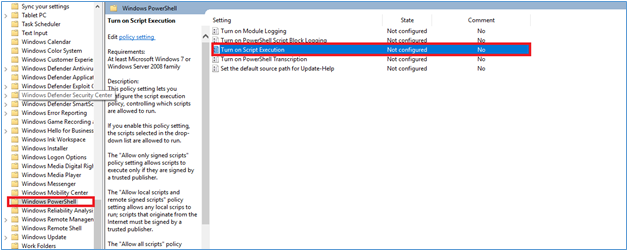 Sync your settings
Tablet PC
Task Scheduler
Text Input
Windows Calendar
Windows Color System
Windows Customer Experie
Windows Defender Antiviru
Windows Defender Applicat
Windows Defender Exploit G
Windows Defender Security Center
Windows Defender SmartSc
Windows Error Reporting
Windows Game Recording a
Windows Hello for Business
Windows Ink Workspace
Windows Installer
Windows Logon Options
Windows Media Digital Righ
Windows Media Player
Windows Messenger
Windows Mobility Center
Windows PowerShell
Windows Reliability Analysi
Windows Remote Manager
Windows Remote Shell
Windows Update
Work Folders
Windows PowerShell
Turn on Script Execution
Edit policy setting.
Requirements:
At least Microsoft Windows 7 or
Windows Server 2008 family
Description:
This policy setting lets you
configure the script execution
policy, controlling which scripts
are allowed to run.
If you enable this policy setting,
the scripts selected in the drop-
down list are allowed to run.
The "Allow only signed scripts"
policy setting allows scripts to
execute only if they are signed by
a trusted publisher.
The "Allow local scripts and
remote signed scripts" policy
setting allows any local scrips to
run; scripts that originate from the
Internet must be signed by a
trusted publisher.
The "Allow all scripts" policy
Setting State Comment
Turn on Module Logging Not configured No
Turn on PowerShell Script Block Logging Not configured No
Turn on Script Execution Not configured No
Turn on PowerShell Transcription Not configured No
Set the default source path for Update-Help Not configured No